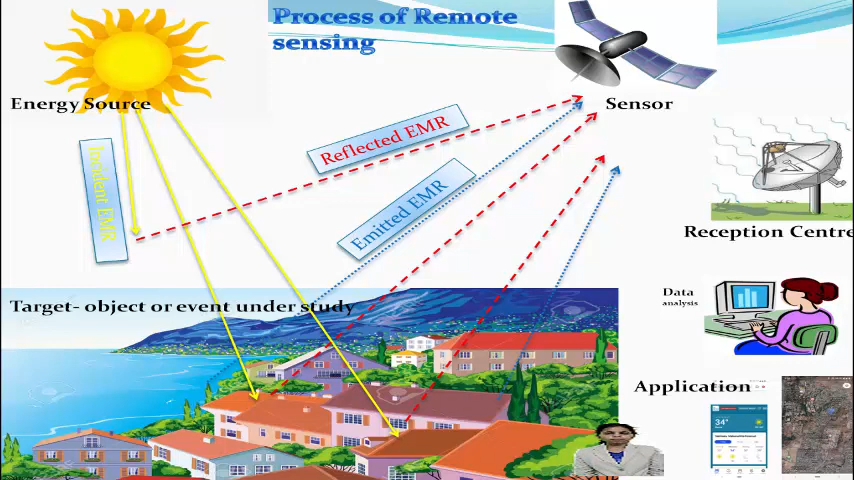 Process of Remote
sensing
Energy Source
Sensor
Incident EMR
Reflected EMR
Emitted EMR
Reception Centre
Target- object or event under study
Data
analysis
Application
34°